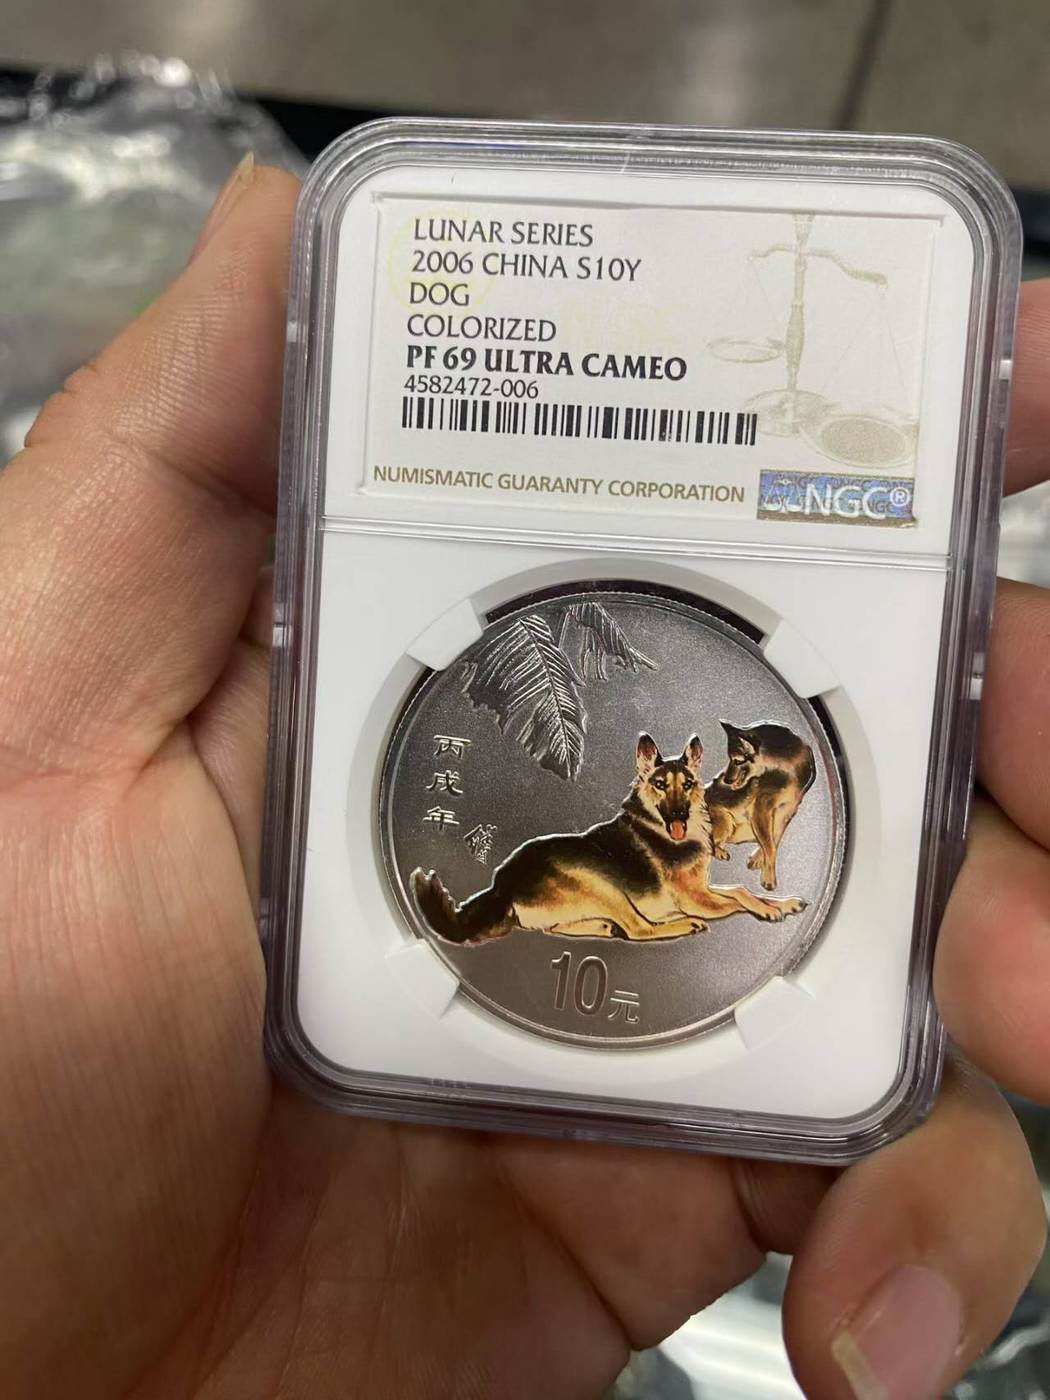 LUNAR SERIES
2006 CHINA S10Y
DOG
COLORIZED
PF 69 ULTRA CAMEO
4582472-006
NUMISMATIC GUARANTY CORPORATION
NGC®
丙戌年
10元